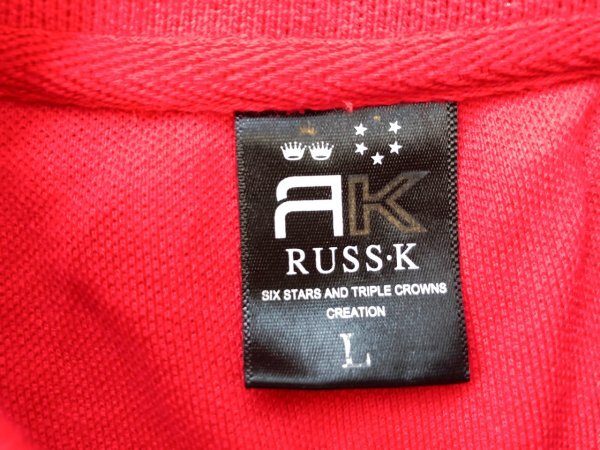 RK
RUSS·K
SIX STARS AND TRIPLE CROWNS
CREATION
L